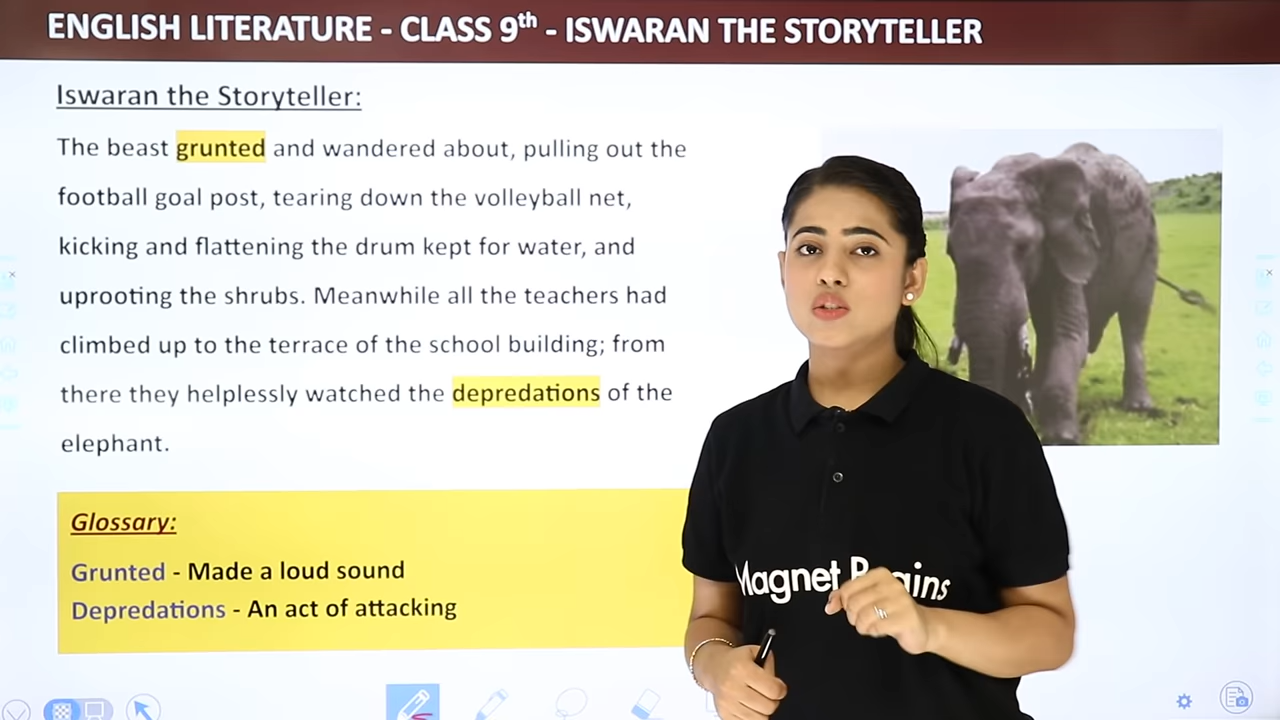 ENGLISH LITERATURE - CLASS 9th - ISWARAN THE STORYTELLER
Iswaran the Storyteller:
The beast grunted and wandered about, pulling out the
football goal post, tearing down the volleyball net,
kicking and flattening the drum kept for water, and
uprooting the shrubs. Meanwhile all the teachers had
climbed up to the terrace of the school building; from
there they helplessly watched the depredations of the
elephant.
Glossary:
Grunted - Made a loud sound
Depredations - An act of attacking
Magnet Brains